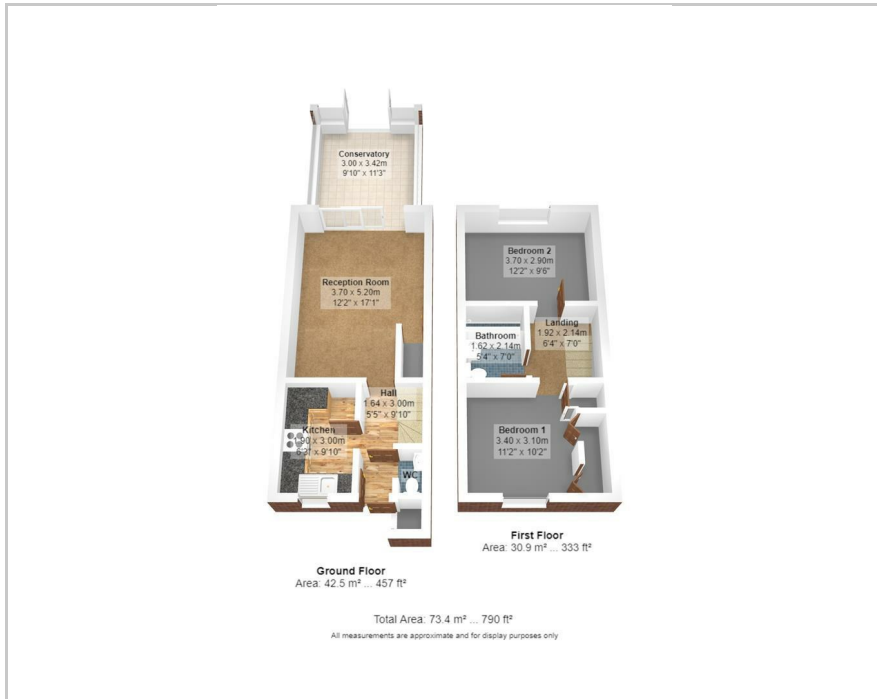 Conservatory
3.00 x 3.42m
9'10" x 11'3"
Reception Room
3.70 x 5.20m
12'2" x 17'1"
Hall
1.64 x 3.00m
5'5" x 9'10"
Kitchen
1.90 x 3.00m
6'3" x 9'10"
WC
Ground Floor
Area: 42.5 m² ... 457 ft²
Bedroom 2
3.70 x 2.90m
12'2" x 9'6"
Landing
1.92 x 2.14m
6'4" x 7'0"
Bathroom
1.62 x 2.14m
5'4" x 7'0"
Bedroom 1
3.40 x 3.10m
11'2" x 10'2"
First Floor
Area: 30.9 m² ... 333 ft²
Total Area: 73.4 m² ... 790 ft²
All measurements are approximate and for display purposes only